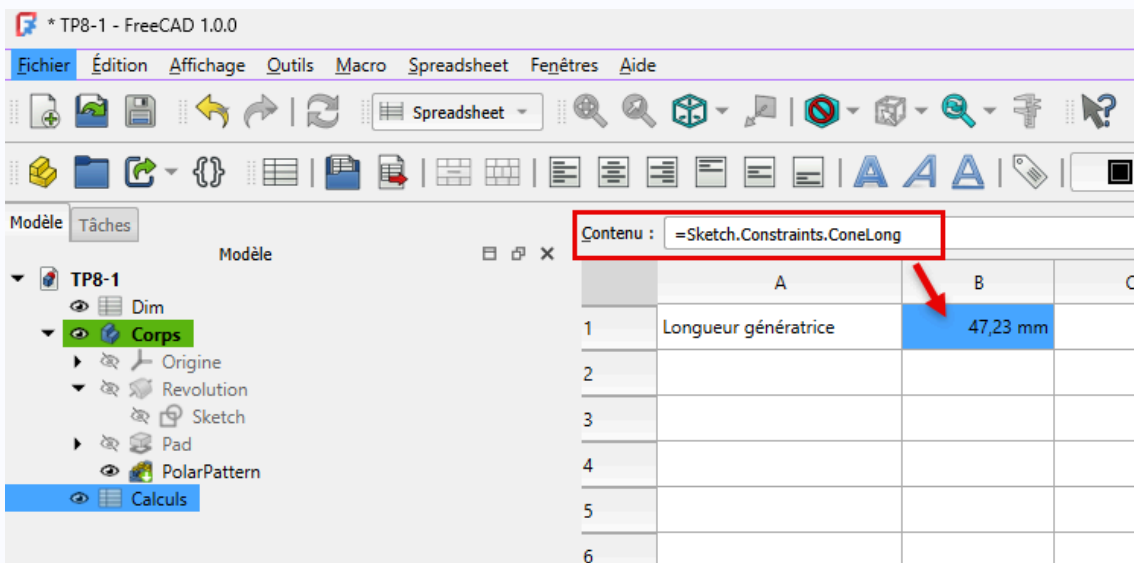 * TP8-1 - FreeCAD 1.0.0
Fichier Édition Affichage Outils Macro Spreadsheet Fenêtres Aide
Spreadsheet
Modèle Tâches
Modèle
TP8-1
Dim
Corps
Origine
Revolution
Sketch
Pad
PolarPattern
Calculs
Contenu : =Sketch.Constraints.ConeLong
A B C
1 Longueur génératrice 47,23 mm
2
3
4
5
6